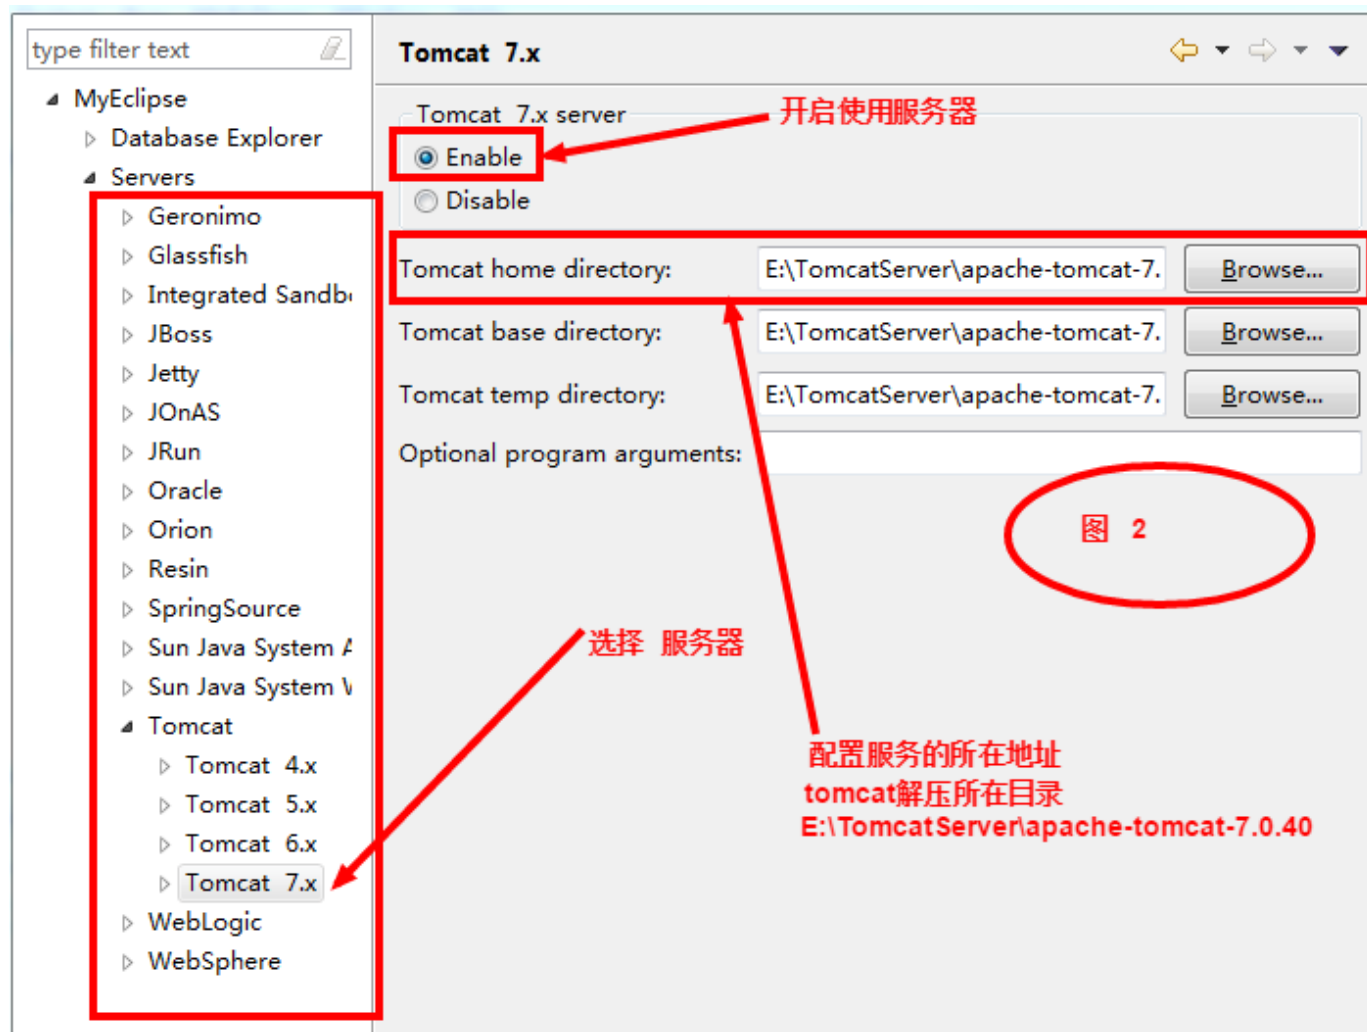 type filter text
MyEclipse
Database Explorer
Servers
Geronimo
Glassfish
Integrated Sandb
JBoss
Jetty
JOnAS
JRun
Oracle
Orion
Resin
SpringSource
Sun Java System A
Sun Java System
Tomcat
Tomcat 4.x
Tomcat 5.x
Tomcat 6.x
Tomcat 7.x
WebLogic
WebSphere
Tomcat 7.x
Tomcat 7.x server
开启使用服务器
Enable
Disable
Tomcat home directory: E:\TomcatServer\apache-tomcat-7. Browse...
Tomcat base directory: E:\TomcatServer\apache-tomcat-7. Browse...
Tomcat temp directory: E:\TomcatServer\apache-tomcat-7. Browse...
Optional program arguments:
图 2
选择 服务器
配置服务的所在地址
tomcat解压所在目录
E:\TomcatServer\apache-tomcat-7.0.40